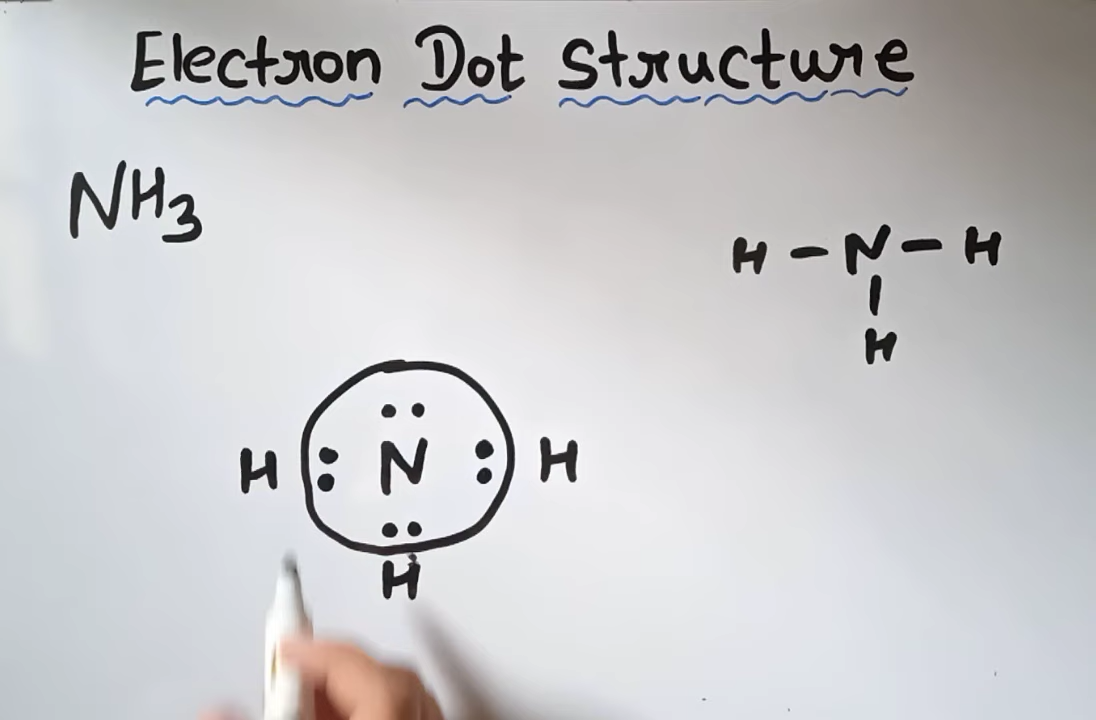 Electron Dot Structure
NH3
H - N - H
|
H
••
H : N : H
••
H